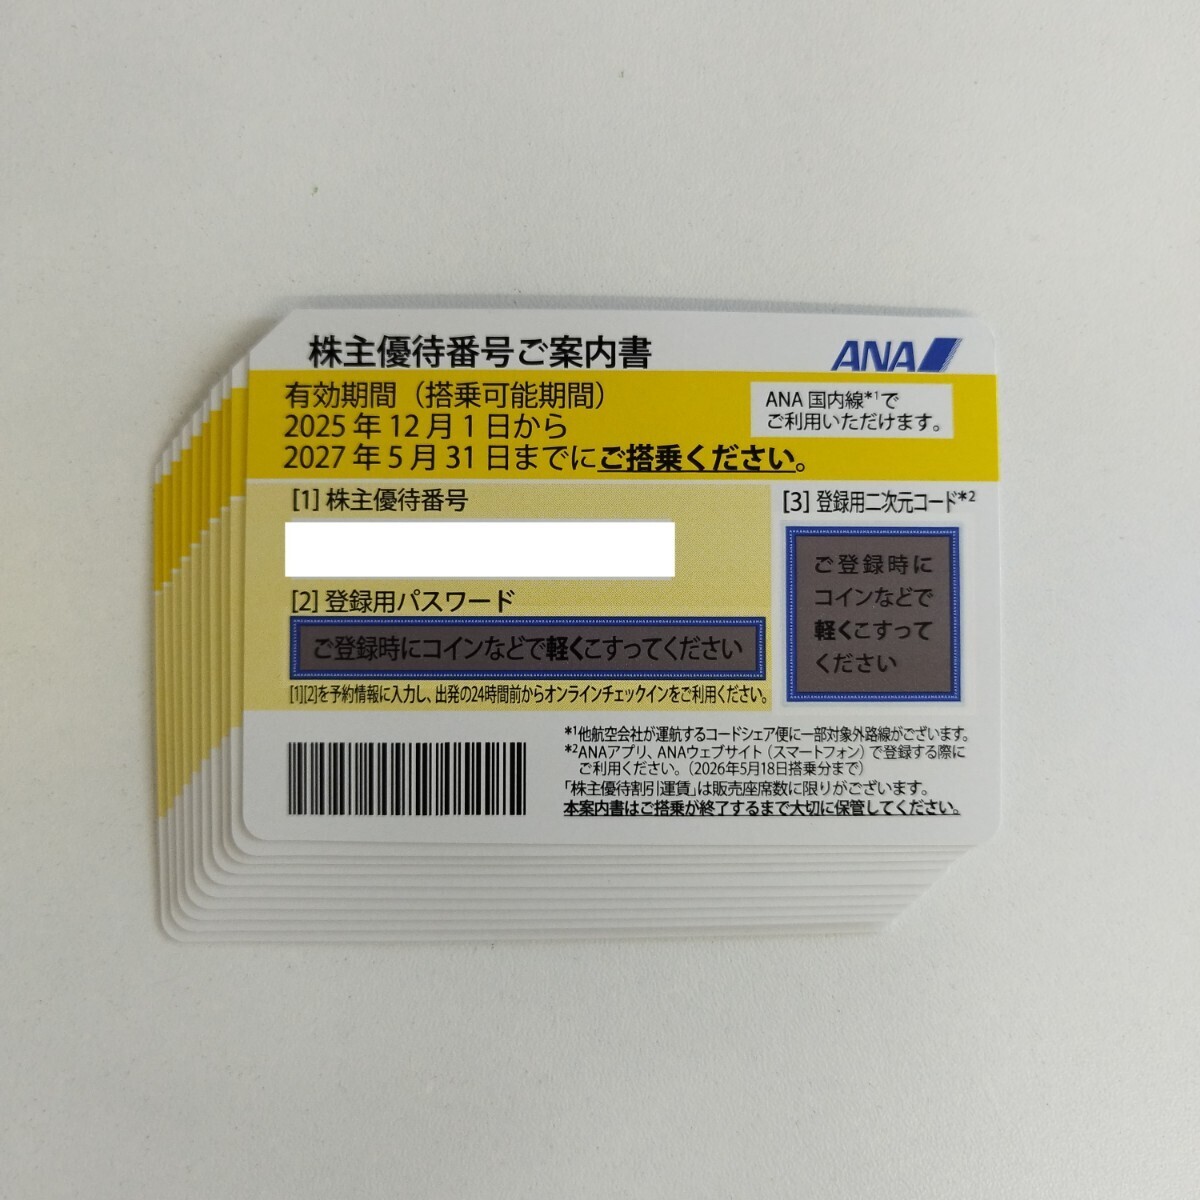 株主優待番号ご案内書
ANA
有効期間（搭乗可能期間）
2025年12月1日から
2027年5月31日までにご搭乗ください。
ANA国内線*1で
ご利用いただけます。
[1] 株主優待番号
[2] 登録用パスワード
ご登録時にコインなどで軽くこすってください
[1][2]を予約情報に入力し、出発の24時間前からオンラインチェックインをご利用ください。
[3] 登録用二次元コード*2
ご登録時に
コインなどで
軽くこすって
ください
*1他航空会社が運航するコードシェア便に一部対象外路線がございます。
*2ANAアプリ、ANAウェブサイト（スマートフォン）で登録する際に
ご利用ください。（2026年5月18日搭乗分まで）
「株主優待割引運賃」は販売座席数に限りがございます。
本案内書はご搭乗が終了するまで大切に保管してください。